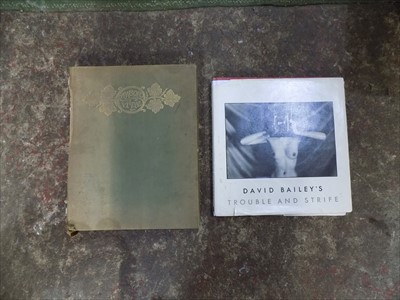 DAVID BAILEY'S
TROUBLE AND STRIFE